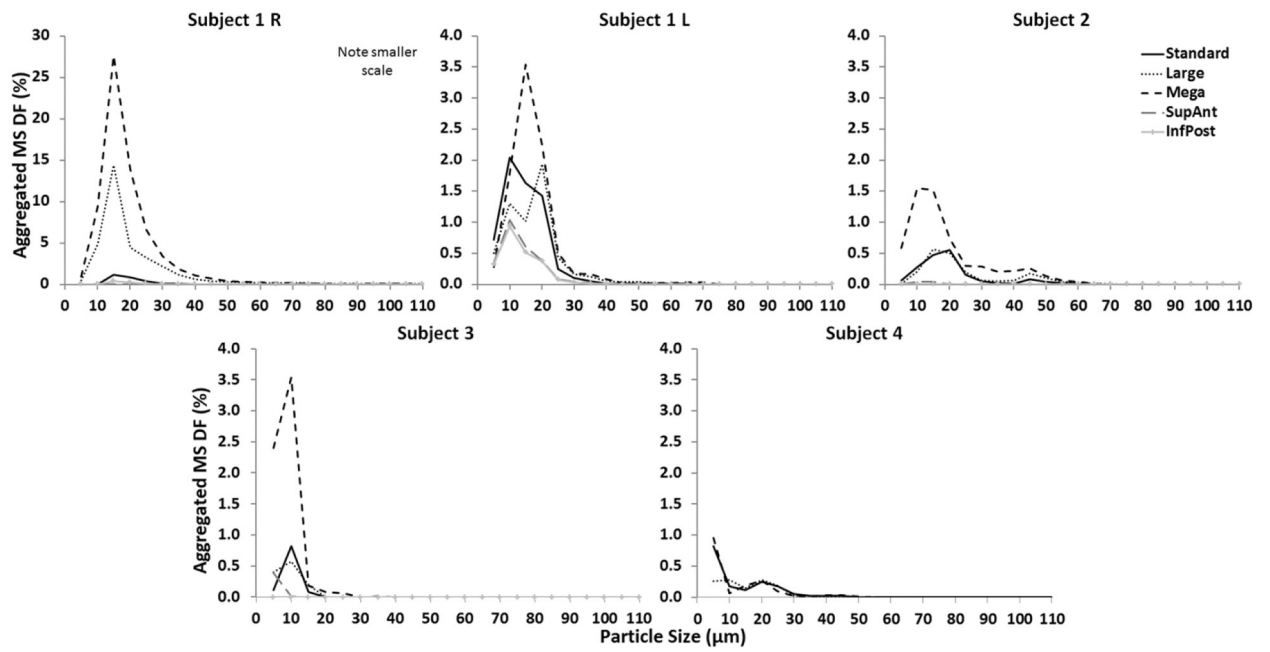 Subject 1 R
Subject 1 L
Subject 2
Aggregated MS DF (%)
30
25
20
15
10
5
0
Note smaller
scale
0 10 20 30 40 50 60 70 80 90 100 110
4.0
3.5
3.0
2.5
2.0
1.5
1.0
0.5
0.0
0 10 20 30 40 50 60 70 80 90 100 110
4.0
3.5
3.0
2.5
2.0
1.5
1.0
0.5
0.0
0 10 20 30 40 50 60 70 80 90 100 110
Standard
Large
Mega
SupAnt
InfPost
Subject 3
Subject 4
Aggregated MS DF (%)
4.0
3.5
3.0
2.5
2.0
1.5
1.0
0.5
0.0
0 10 20 30 40 50 60 70 80 90 100 110
4.0
3.5
3.0
2.5
2.0
1.5
1.0
0.5
0.0
0 10 20 30 40 50 60 70 80 90 100 110
Particle Size (μm)